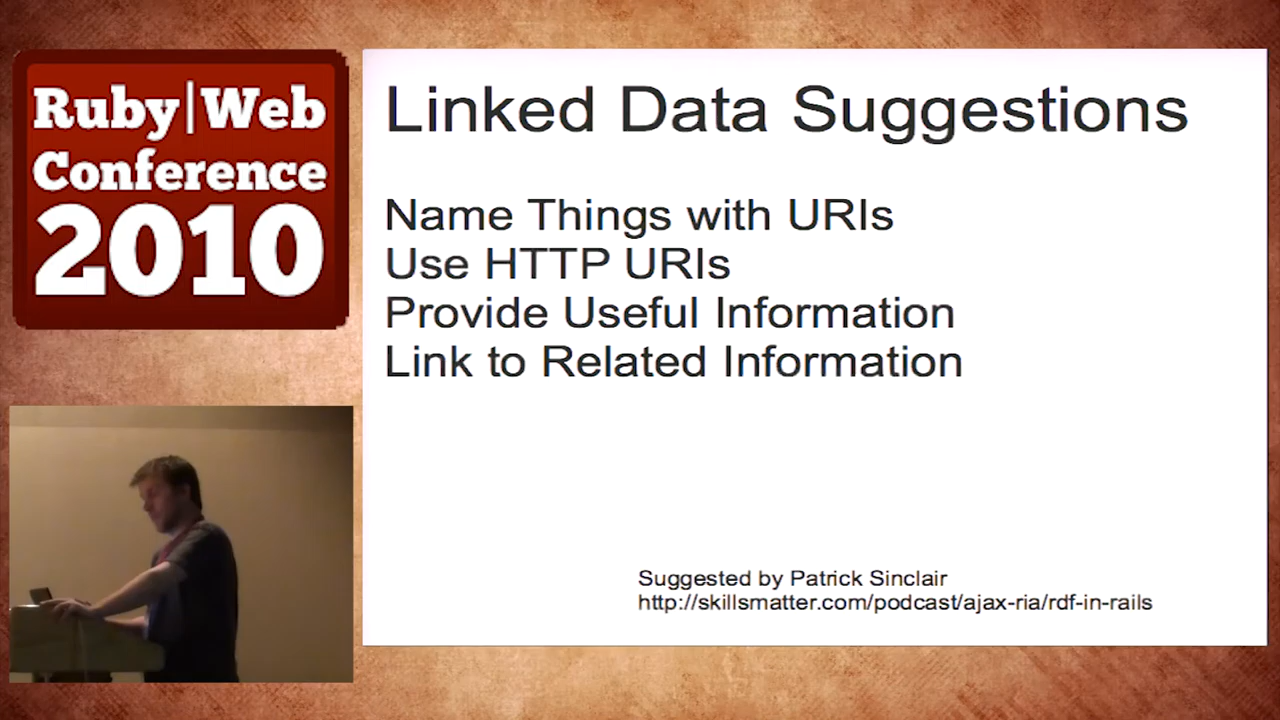 Ruby|Web
Conference
2010
Linked Data Suggestions
Name Things with URIs
Use HTTP URIs
Provide Useful Information
Link to Related Information
Suggested by Patrick Sinclair
http://skillsmatter.com/podcast/ajax-ria/rdf-in-rails